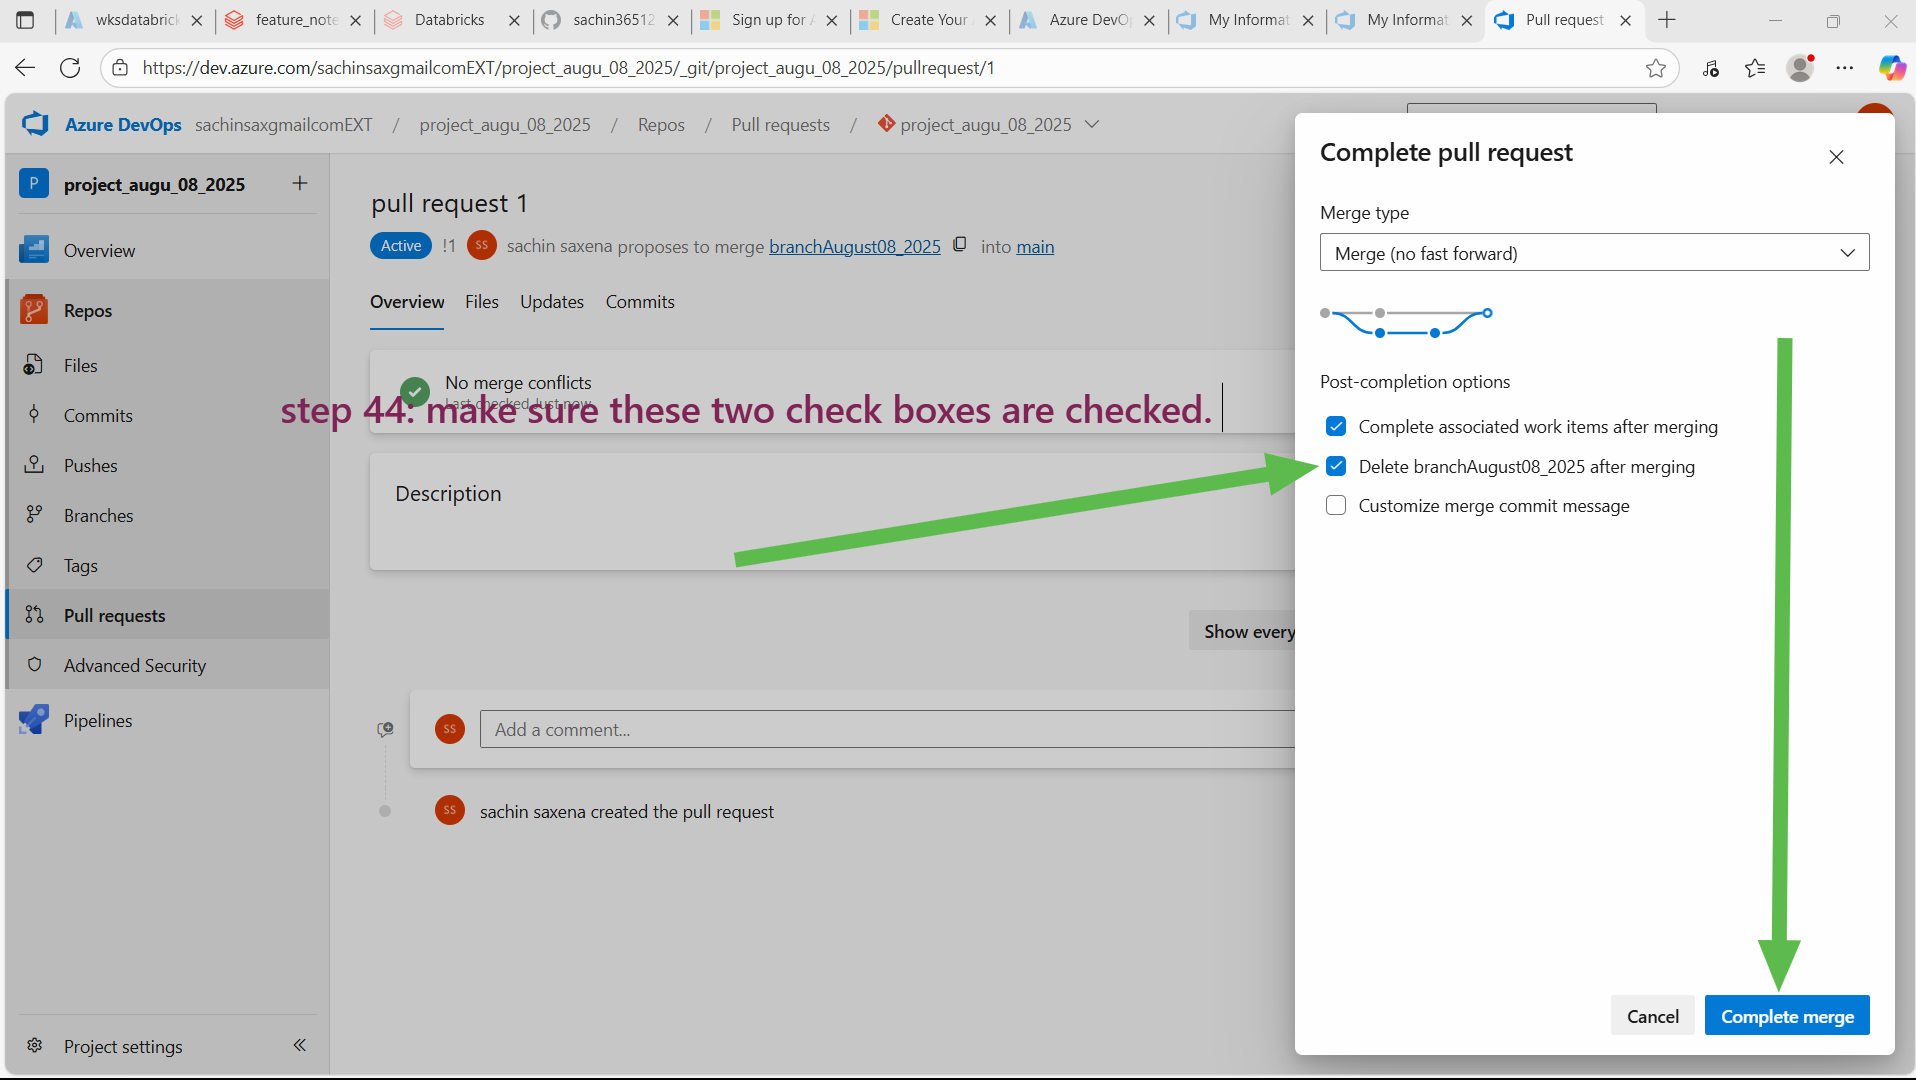 wksdatabrick
feature_note
Databricks
sachin36512
Sign up for A
Create Your A
Azure DevOp
My Informat
My Informat
Pull request
https://dev.azure.com/sachinsaxgmailcomEXT/project_augu_08_2025/_git/project_augu_08_2025/pullrequest/1
Azure DevOps sachinsaxgmailcomEXT / project_augu_08_2025 / Repos / Pull requests / project_augu_08_2025
P project_augu_08_2025 +
Overview
Repos
Files
Commits
Pushes
Branches
Tags
Pull requests
Advanced Security
Pipelines
Project settings
pull request 1
Active !1 SS sachin saxena proposes to merge branchAugust08_2025 into main
Overview Files Updates Commits
No merge conflicts
Last checked Just now
step 44: make sure these two check boxes are checked.
Description
Show every
SS Add a comment...
SS sachin saxena created the pull request
Complete pull request
Merge type
Merge (no fast forward)
Post-completion options
Complete associated work items after merging
Delete branchAugust08_2025 after merging
Customize merge commit message
Cancel Complete merge